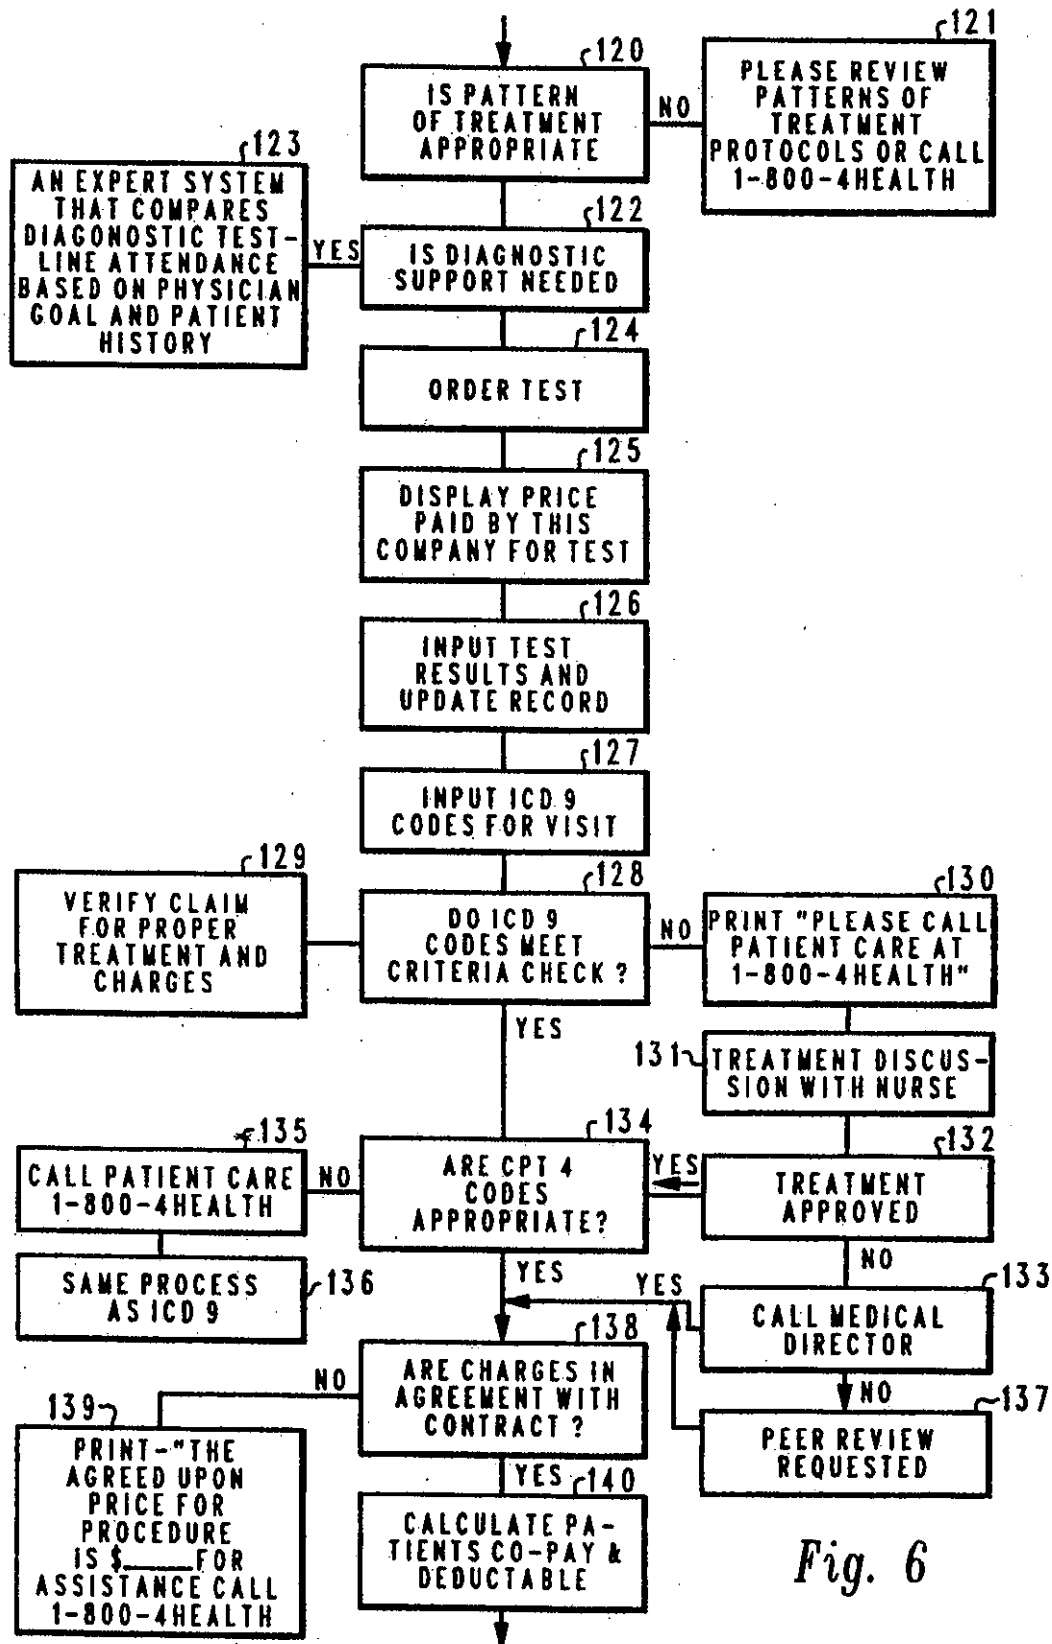 120
IS PATTERN
OF TREATMENT
APPROPRIATE
NO
121
PLEASE REVIEW
PATTERNS OF
TREATMENT
PROTOCOLS OR CALL
1-800-4HEALTH
123
AN EXPERT SYSTEM
THAT COMPARES
DIAGONOSTIC TEST-
LINE ATTENDANCE
BASED ON PHYSICIAN
GOAL AND PATIENT
HISTORY
YES
122
IS DIAGNOSTIC
SUPPORT NEEDED
124
ORDER TEST
125
DISPLAY PRICE
PAID BY THIS
COMPANY FOR TEST
126
INPUT TEST
RESULTS AND
UPDATE RECORD
127
INPUT ICD 9
CODES FOR VISIT
129
VERIFY CLAIM
FOR PROPER
TREATMENT AND
CHARGES
128
DO ICD 9
CODES MEET
CRITERIA CHECK ?
NO
YES
130
PRINT "PLEASE CALL
PATIENT CARE AT
1-800-4HEALTH"
131
TREATMENT DISCUS-
SION WITH NURSE
135
CALL PATIENT CARE
1-800-4HEALTH
NO
134
ARE CPT 4
CODES
APPROPRIATE?
YES
132
TREATMENT
APPROVED
NO
136
SAME PROCESS
AS ICD 9
YES
YES
133
CALL MEDICAL
DIRECTOR
NO
138
ARE CHARGES IN
AGREEMENT WITH
CONTRACT ?
NO
YES
137
PEER REVIEW
REQUESTED
139
PRINT-"THE
AGREED UPON
PRICE FOR
PROCEDURE
IS $_____FOR
ASSISTANCE CALL
1-800-4HEALTH
140
CALCULATE PA-
TIENTS CO-PAY &
DEDUCTABLE
Fig. 6